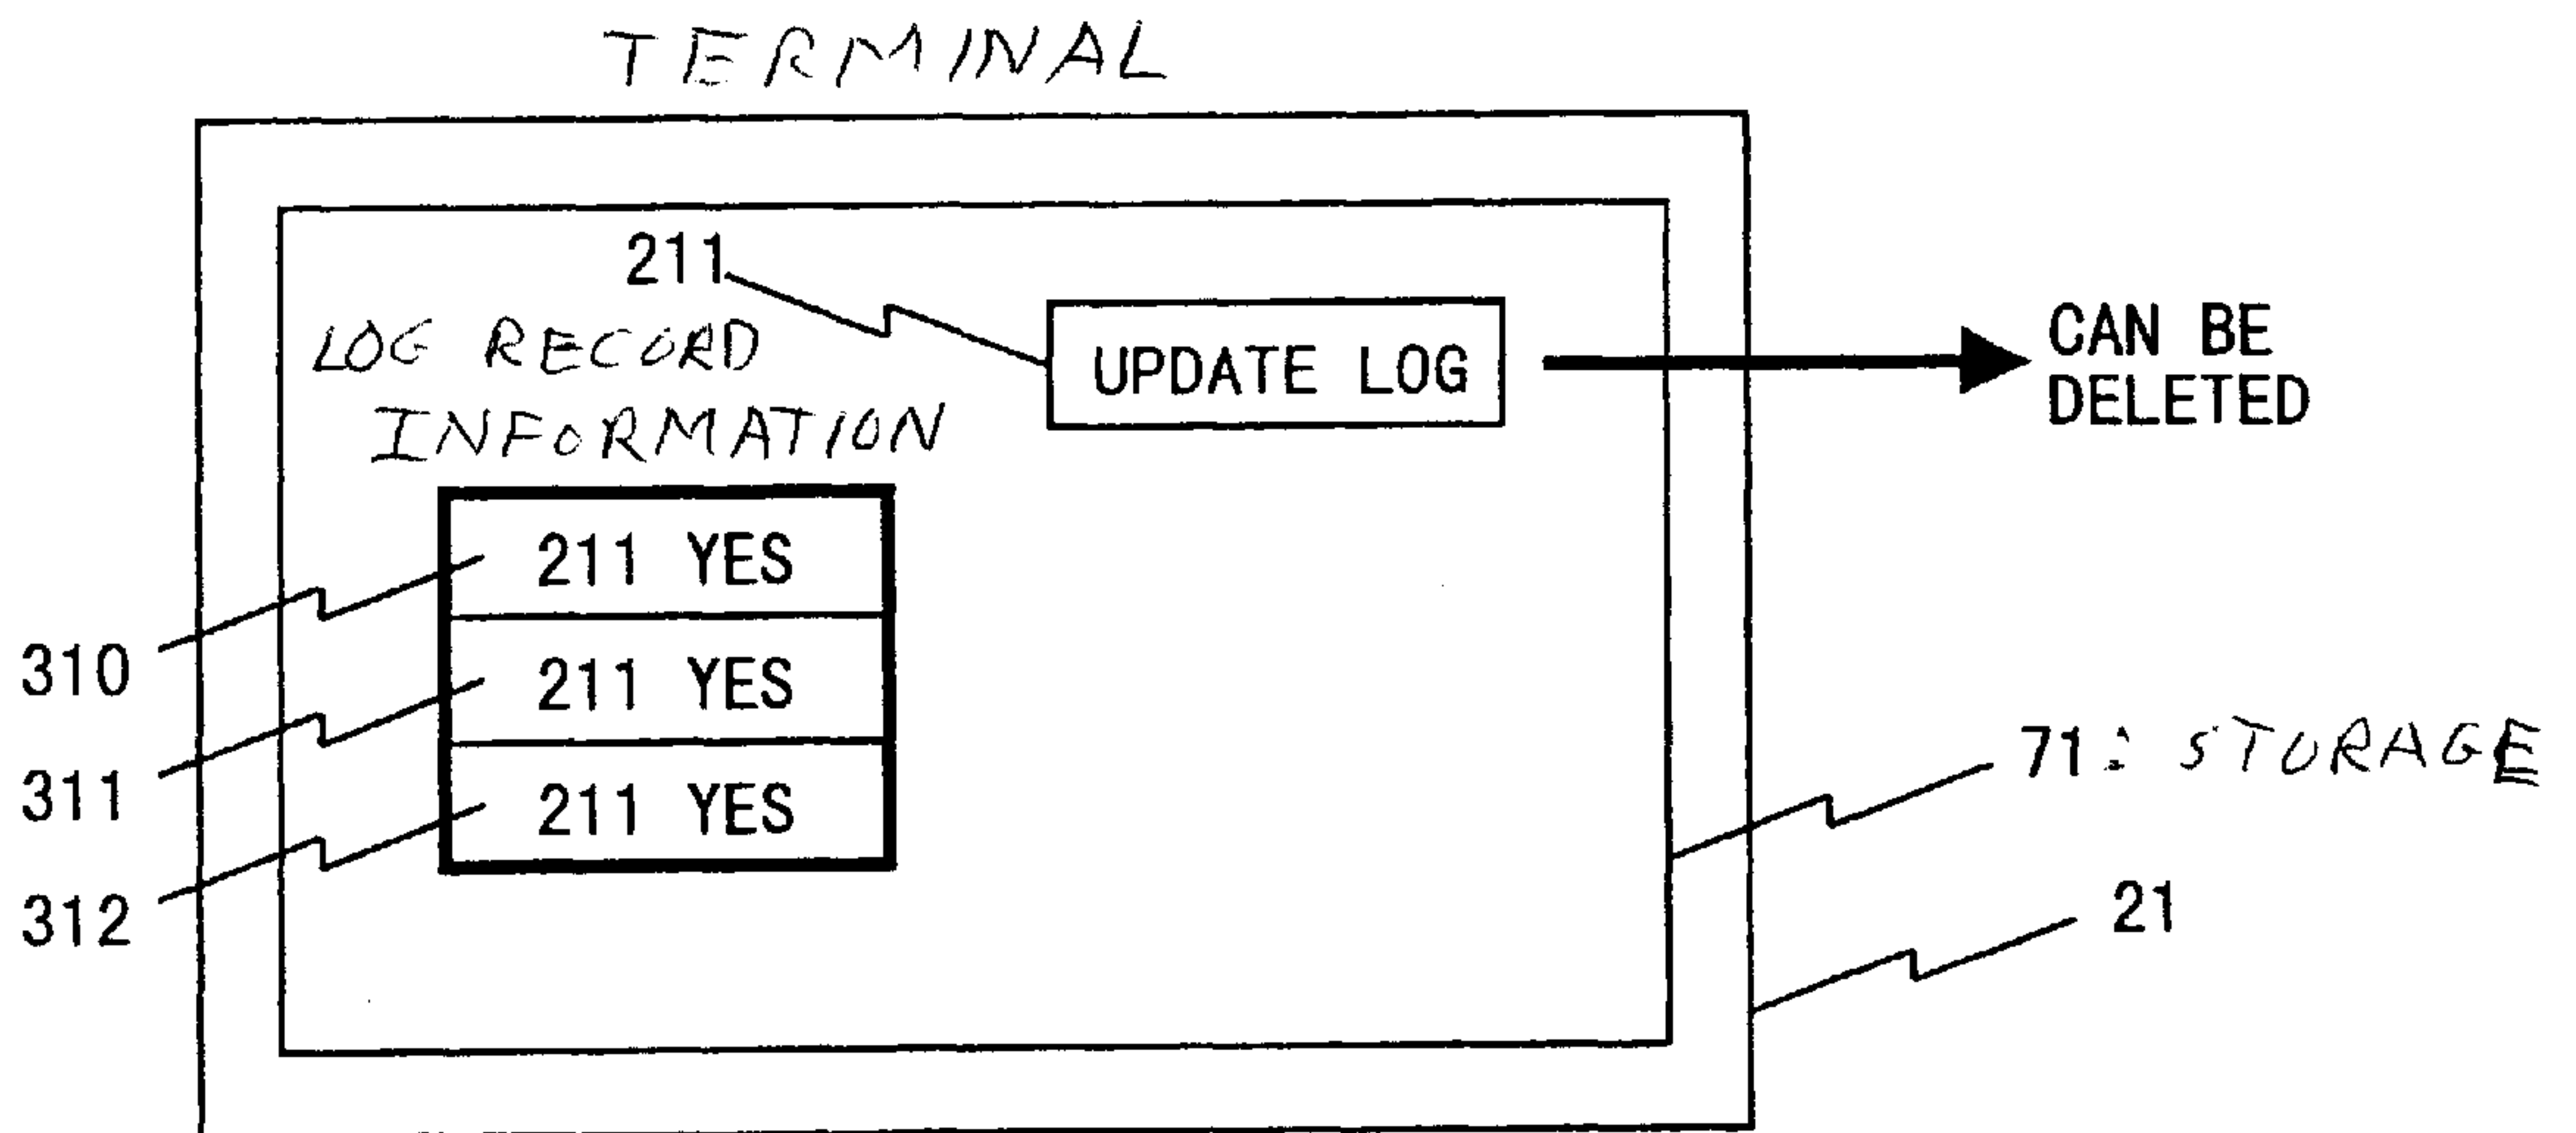 TERMINAL
211
LOG RECORD
INFORMATION
UPDATE LOG
CAN BE
DELETED
211 YES
310
211 YES
311
211 YES
312
71: STORAGE
21